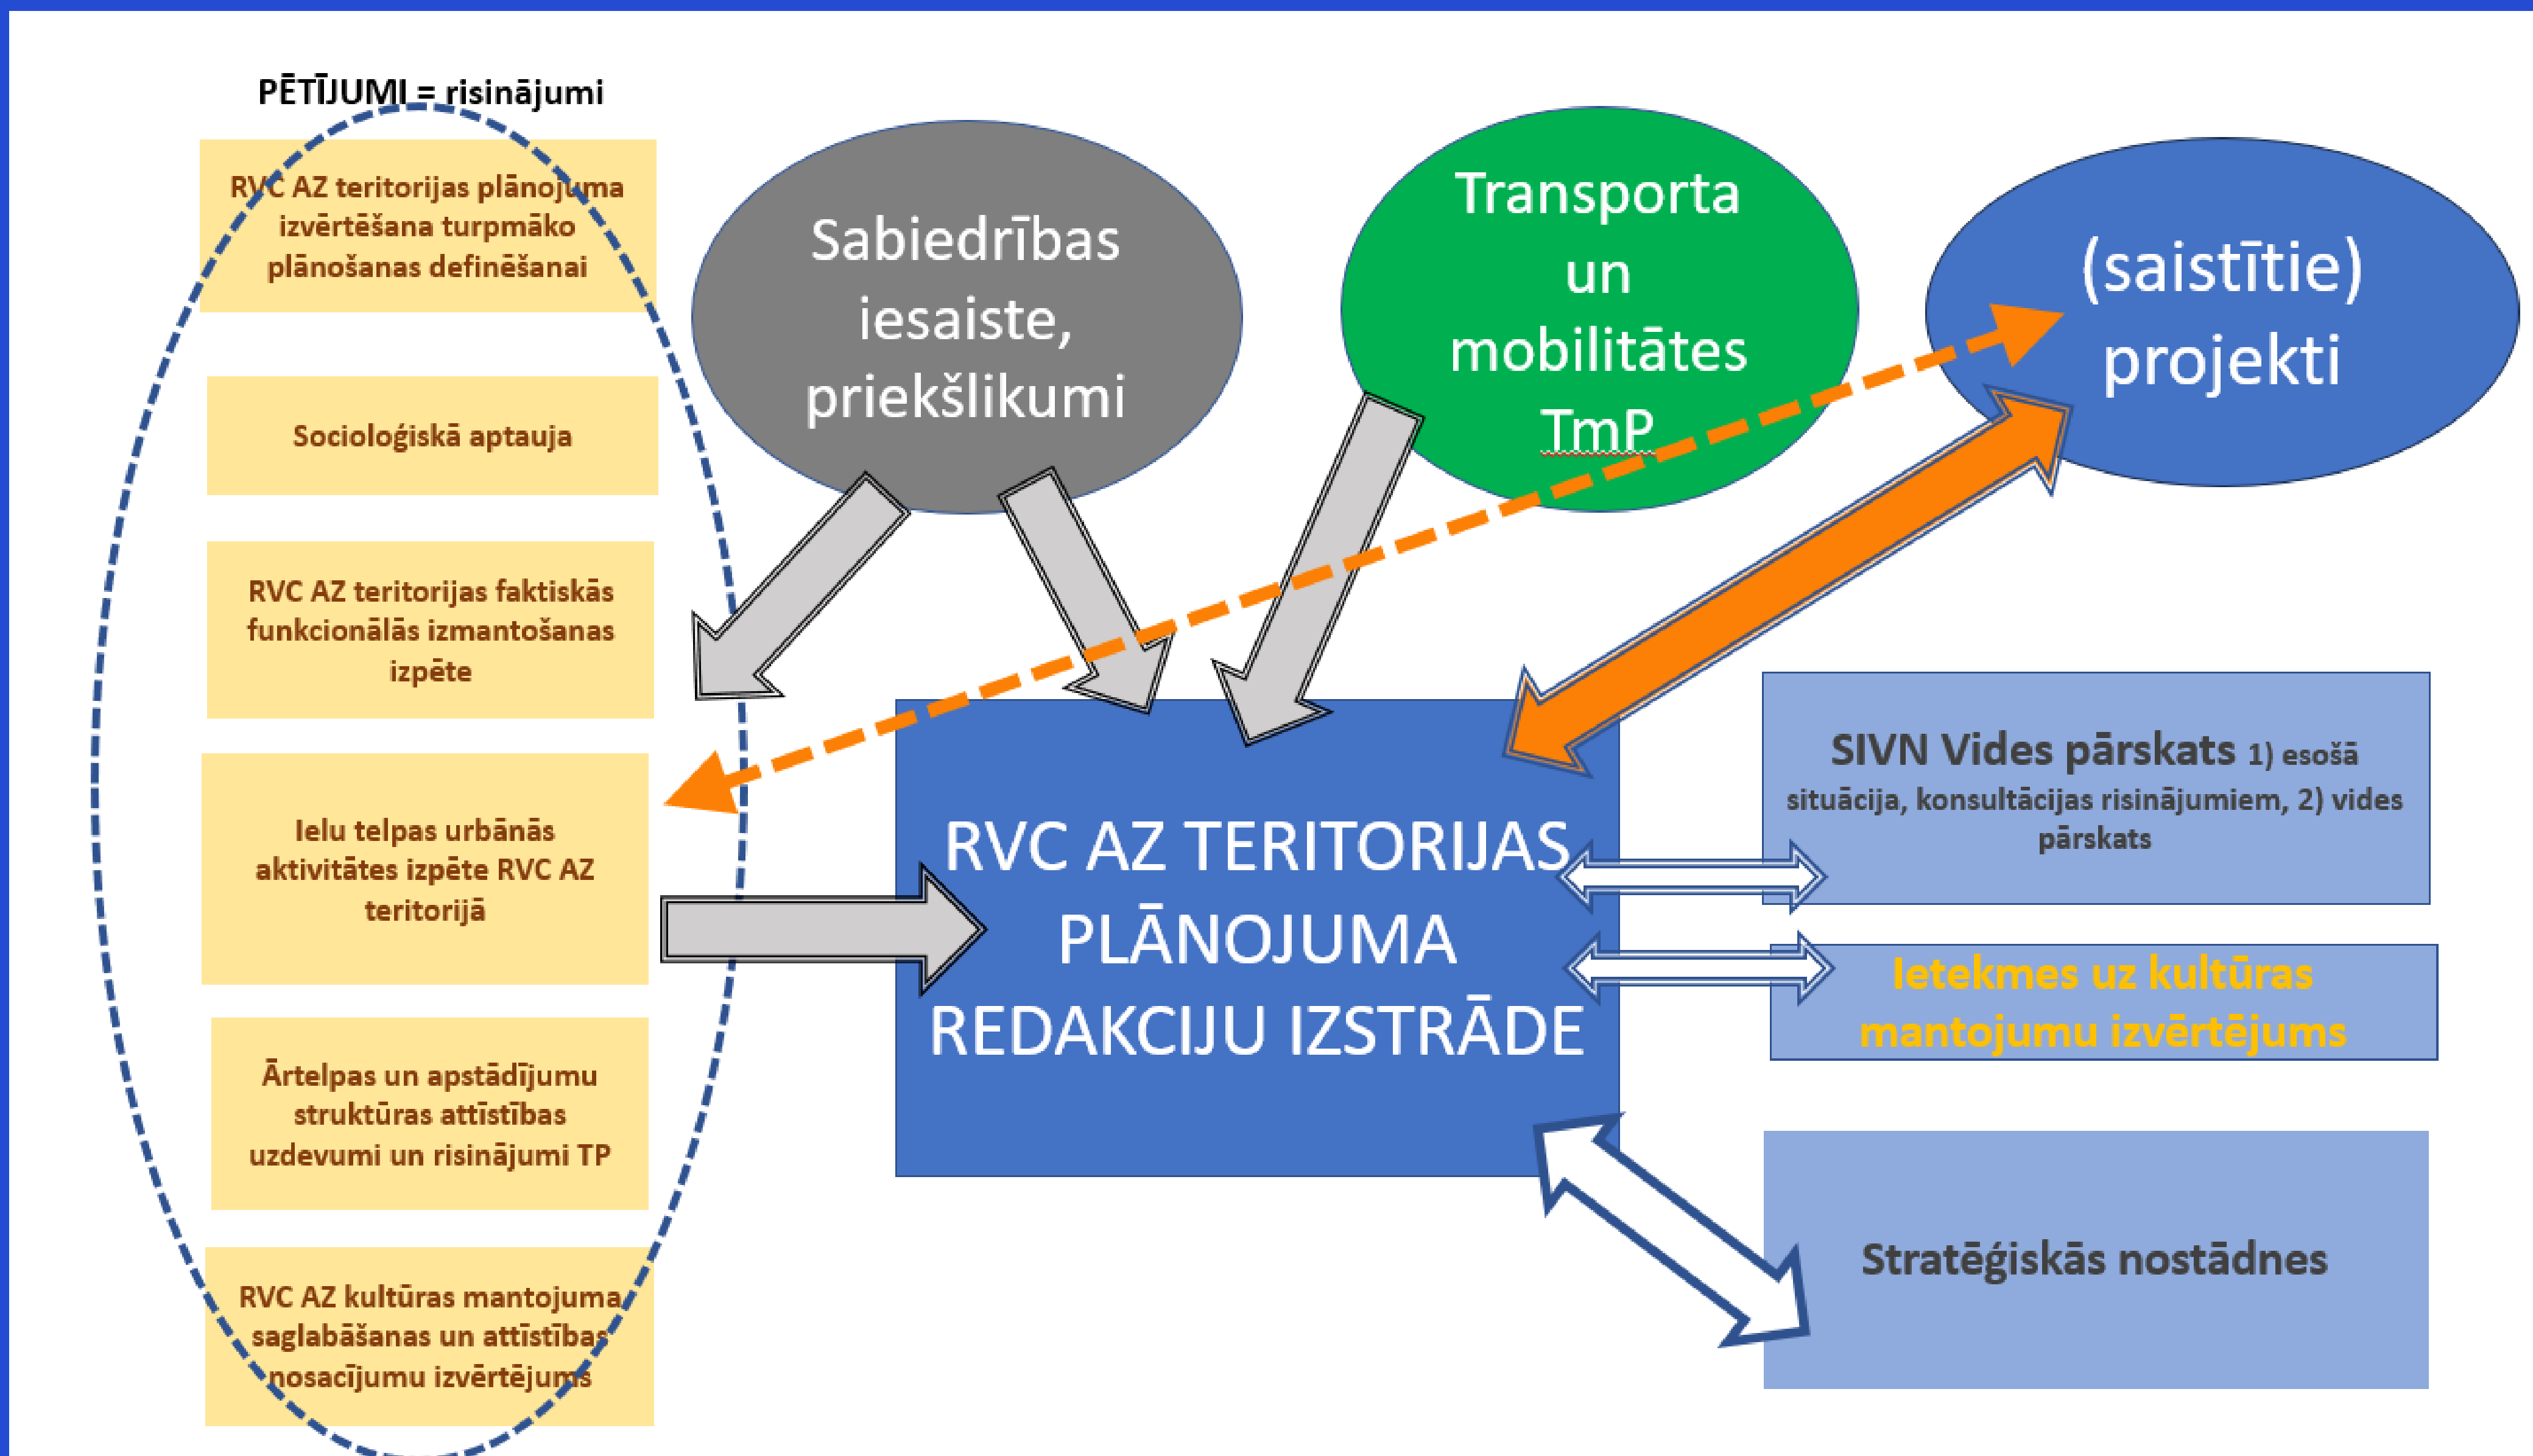 PĒTĪJUMI = risinājumi
RVC AZ teritorijas plānojuma
izvērtēšana turpmāko
plānošanas definēšanai
Socioloģiskā aptauja
RVC AZ teritorijas faktiskās
funkcionālās izmantošanas
izpēte
Ielu telpas urbānās
aktivitātes izpēte RVC AZ
teritorijā
Ārtelpas un apstādījumu
struktūras attīstības
uzdevumi un risinājumi TP
RVC AZ kultūras mantojuma
saglabāšanas un attīstības
nosacījumu izvērtējums
Sabiedrības
iesaiste,
priekšlikumi
Transporta
un
mobilitātes
TmP
(saistītie)
projekti
RVC AZ TERITORIJAS
PLĀNOJUMA
REDAKCIJU IZSTRĀDE
SIVN Vides pārskats 1) esošā
situācija, konsultācijas risinājumiem, 2) vides
pārskats
Ietekmes uz kultūras
mantojumu izvērtējums
Stratēģiskās nostādnes